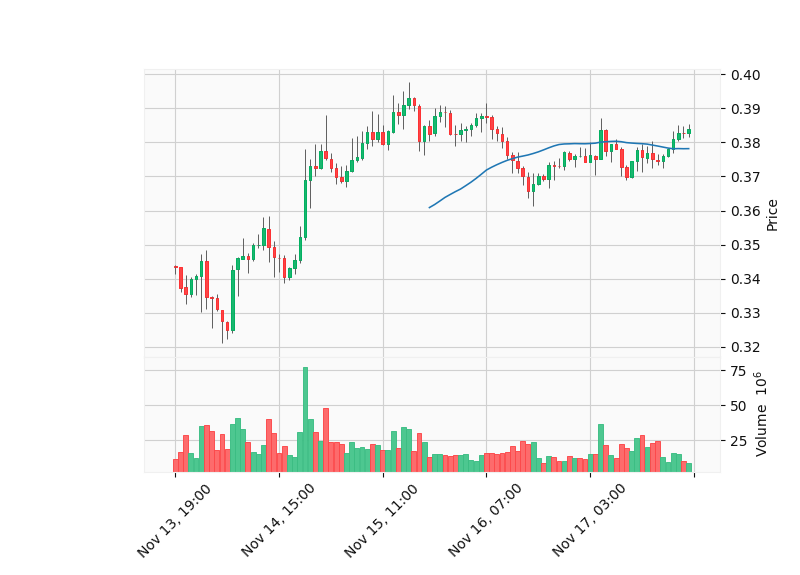 0.40
0.39
0.38
0.37
0.36
0.35
0.34
0.33
0.32
Price
75
50
25
Volume 10^6
Nov 13, 19:00
Nov 14, 15:00
Nov 15, 11:00
Nov 16, 07:00
Nov 17, 03:00